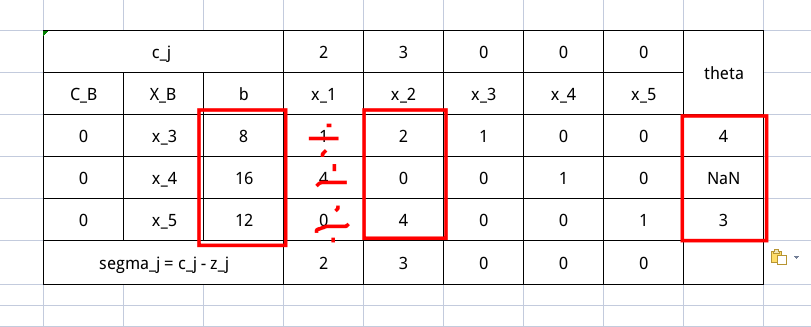 c_j 2 3 0 0 0 theta
C_B X_B b x_1 x_2 x_3 x_4 x_5
0 x_3 8 1 2 1 0 0 4
0 x_4 16 4 0 0 1 0 NaN
0 x_5 12 0 4 0 0 1 3
segma_j = c_j - z_j 2 3 0 0 0